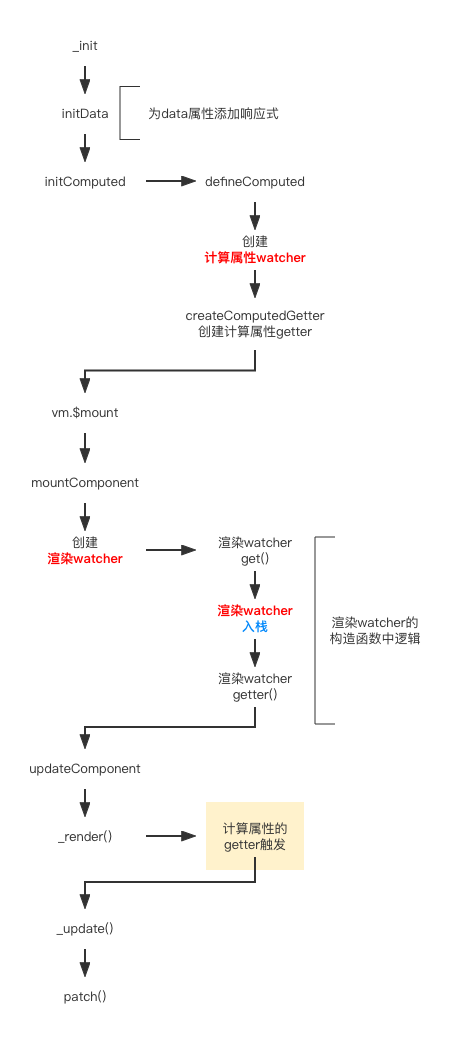 _init
initData
为data属性添加响应式
initComputed
defineComputed
创建
计算属性watcher
createComputedGetter
创建计算属性getter
vm.$mount
mountComponent
创建
渲染watcher
渲染watcher
get()
渲染watcher
入栈
渲染watcher的
构造函数中逻辑
渲染watcher
getter()
updateComponent
_render()
计算属性的
getter触发
_update()
patch()